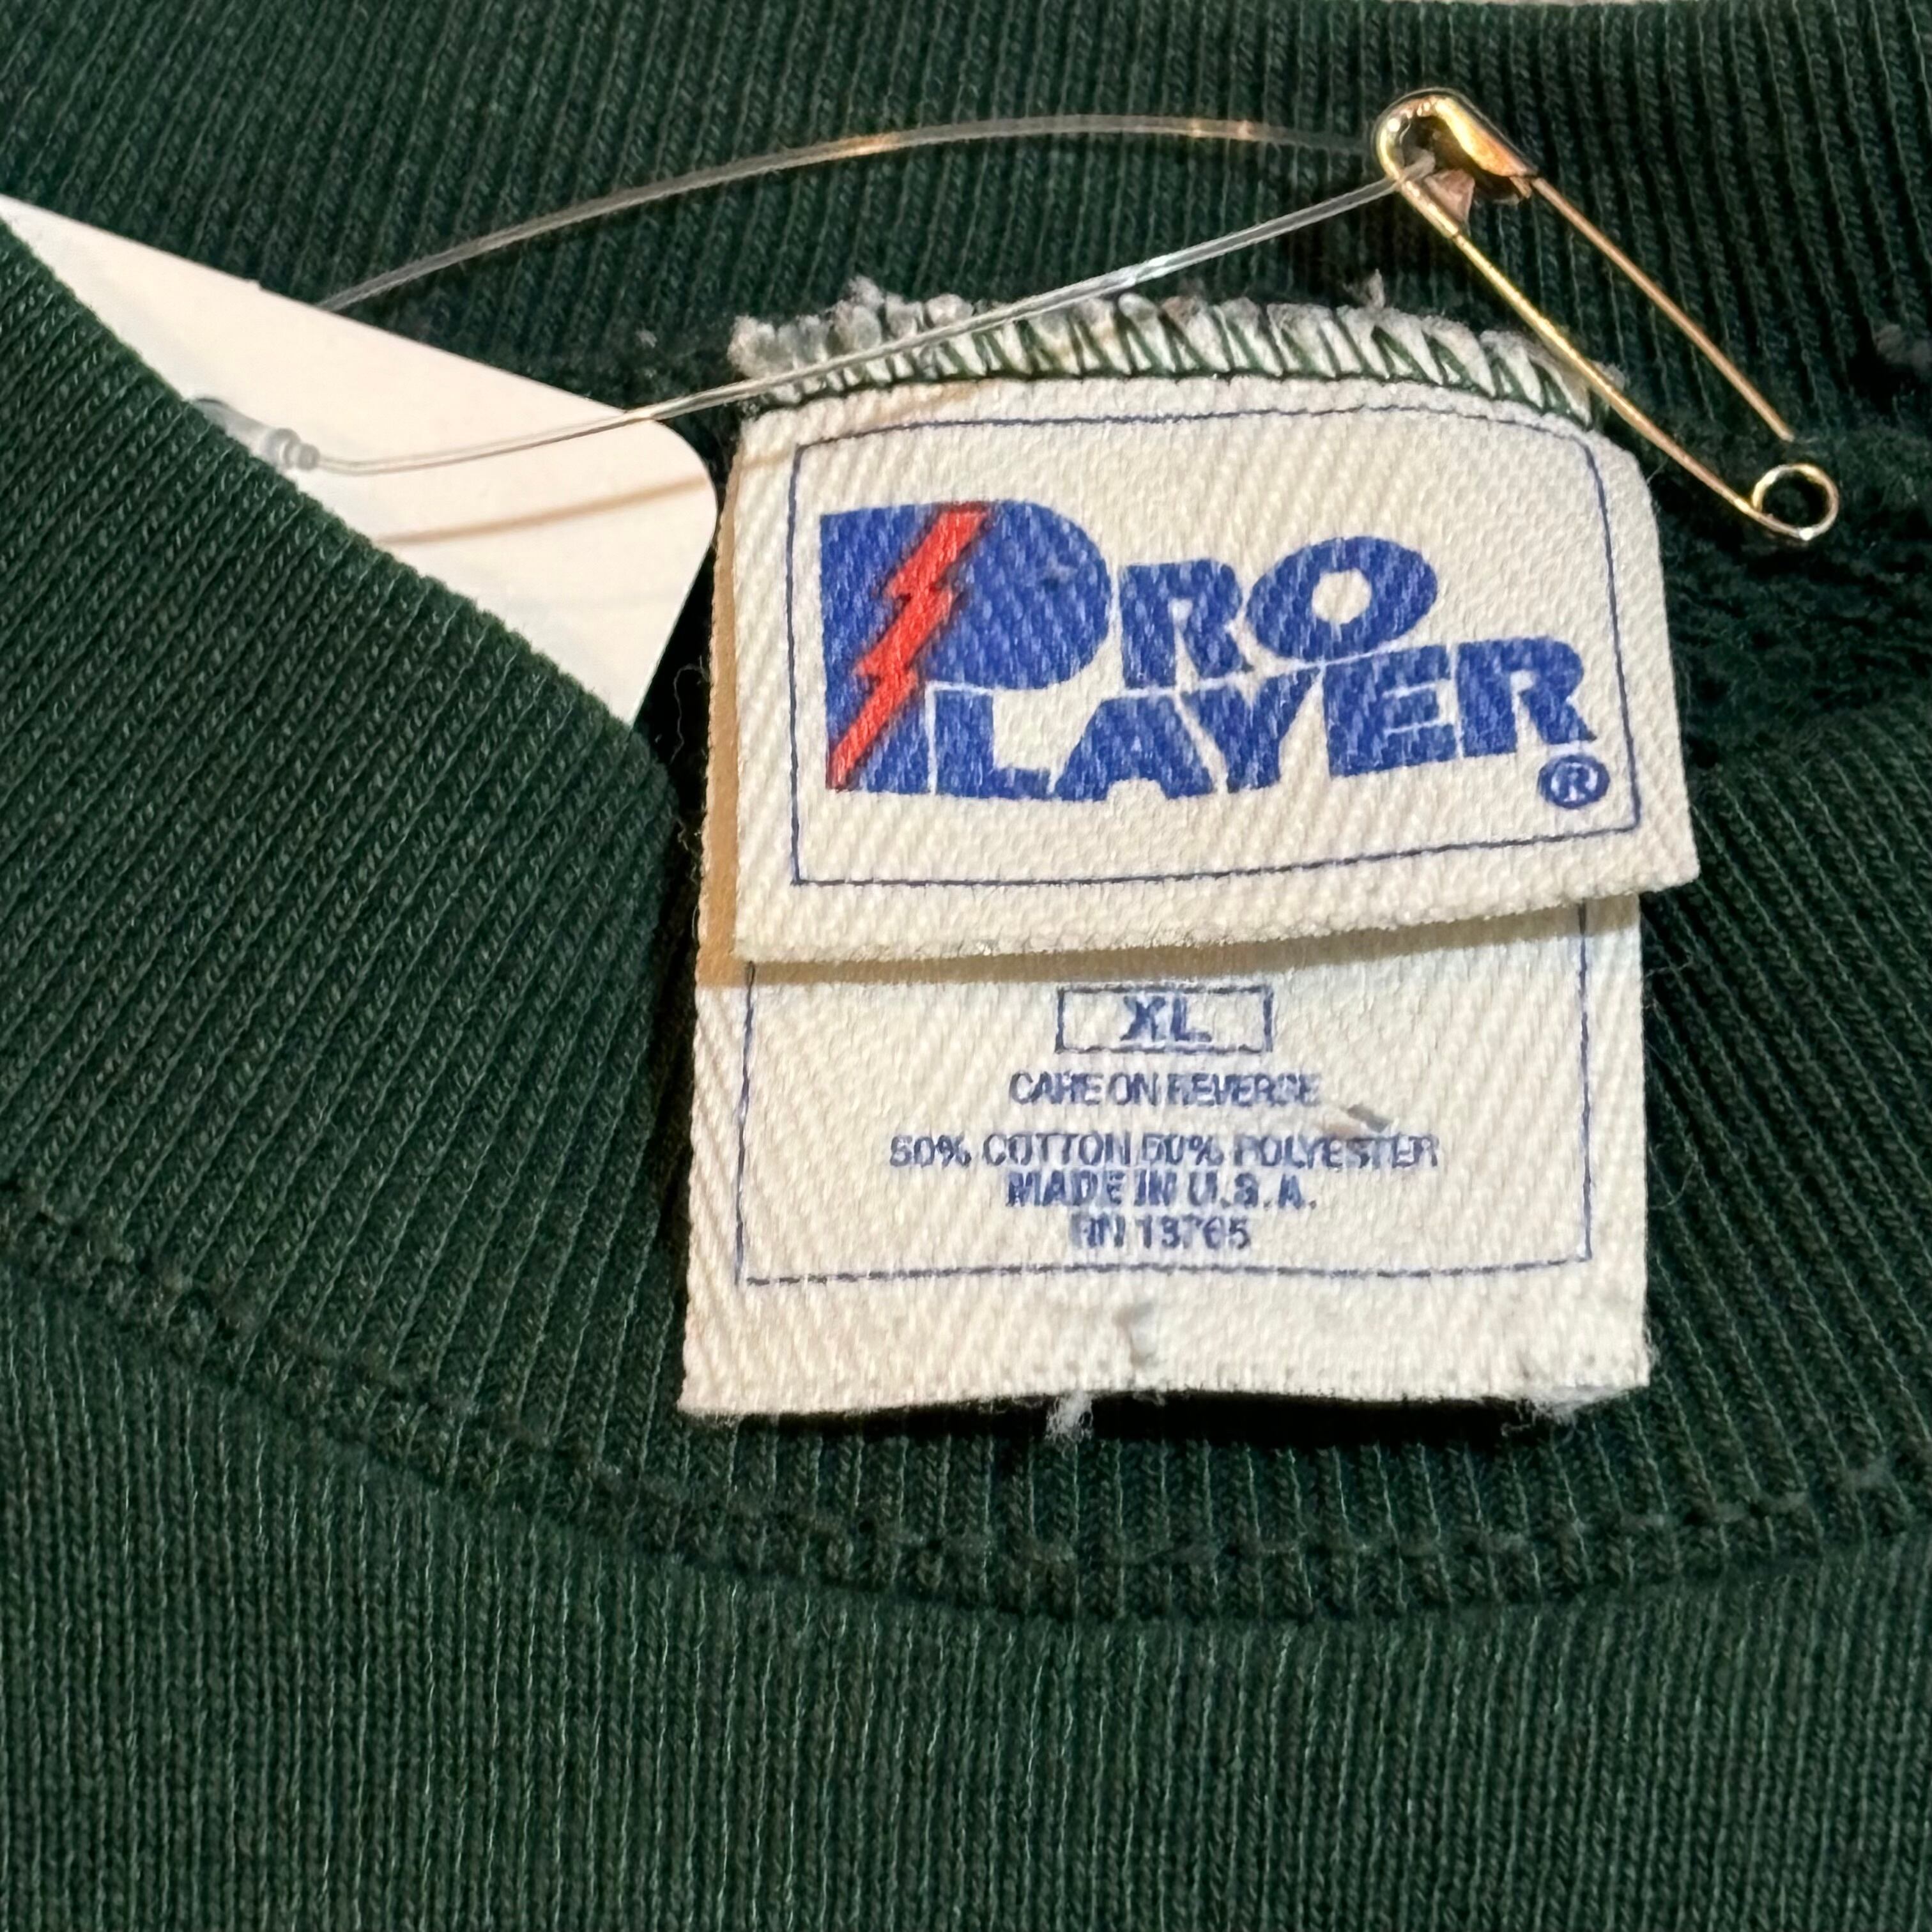 PRO
PLAYER®
XL
CARE ON REVERSE
50% COTTON 50% POLYESTER
MADE IN U.S.A.
RN 13765